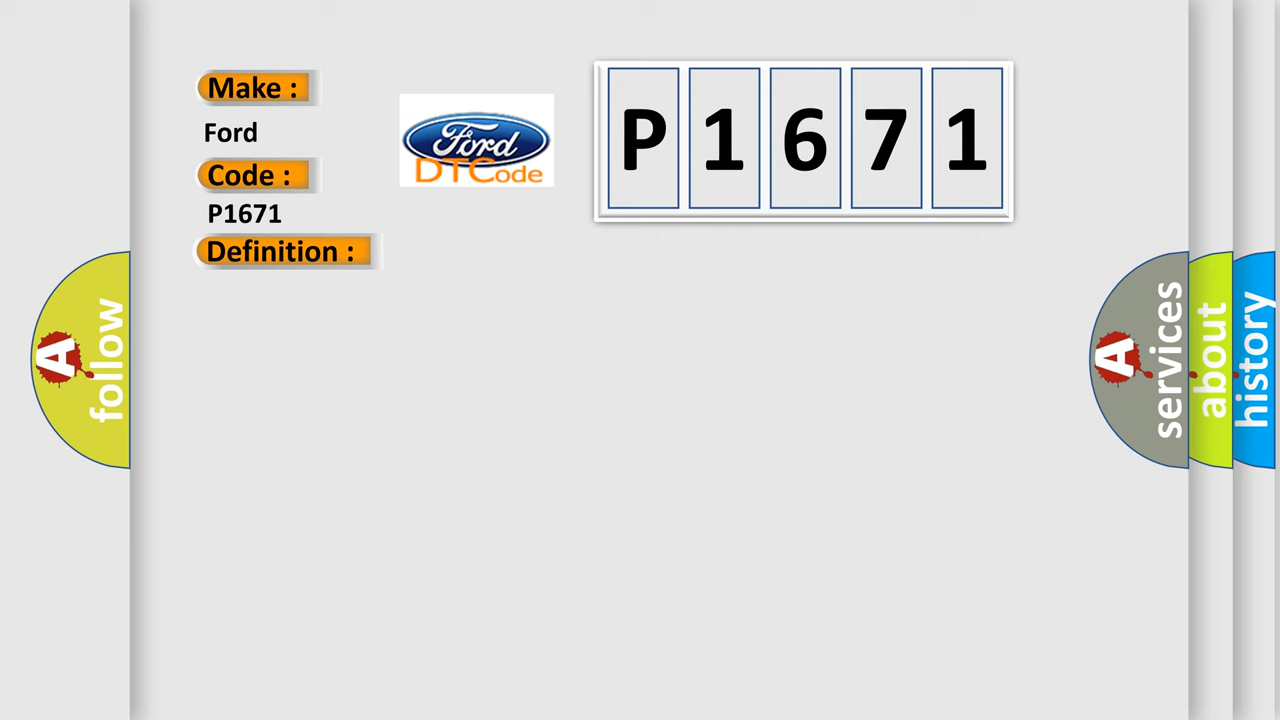 Make :
Ford
Code :
P1671
Definition :
Ford
DTCode
P 1 6 7 1
A follow
A services
about
history